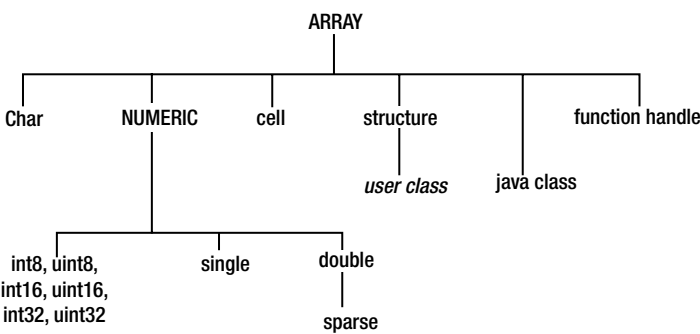 ARRAY
Char
NUMERIC
cell
structure
function handle
user class
java class
int8, uint8,
int16, uint16,
int32, uint32
single
double
sparse